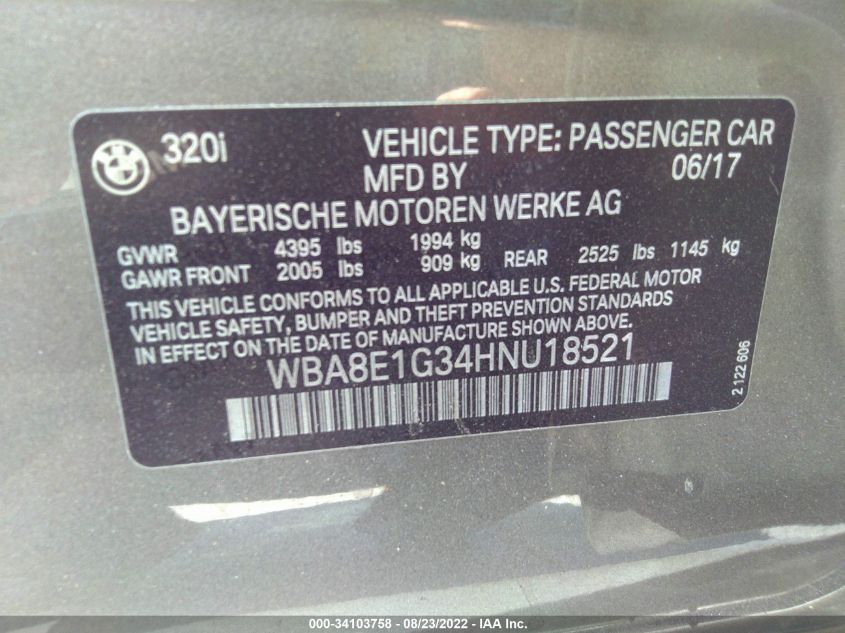 320i VEHICLE TYPE: PASSENGER CAR
MFD BY 06/17
BAYERISCHE MOTOREN WERKE AG
GVWR 4395 lbs 1994 kg
GAWR FRONT 2005 lbs 909 kg REAR 2525 lbs 1145 kg
THIS VEHICLE CONFORMS TO ALL APPLICABLE U.S. FEDERAL MOTOR
VEHICLE SAFETY, BUMPER AND THEFT PREVENTION STANDARDS
IN EFFECT ON THE DATE OF MANUFACTURE SHOWN ABOVE.
WBA8E1G34HNU18521
2 122 606
000-34103758 - 08/23/2022 - IAA Inc.